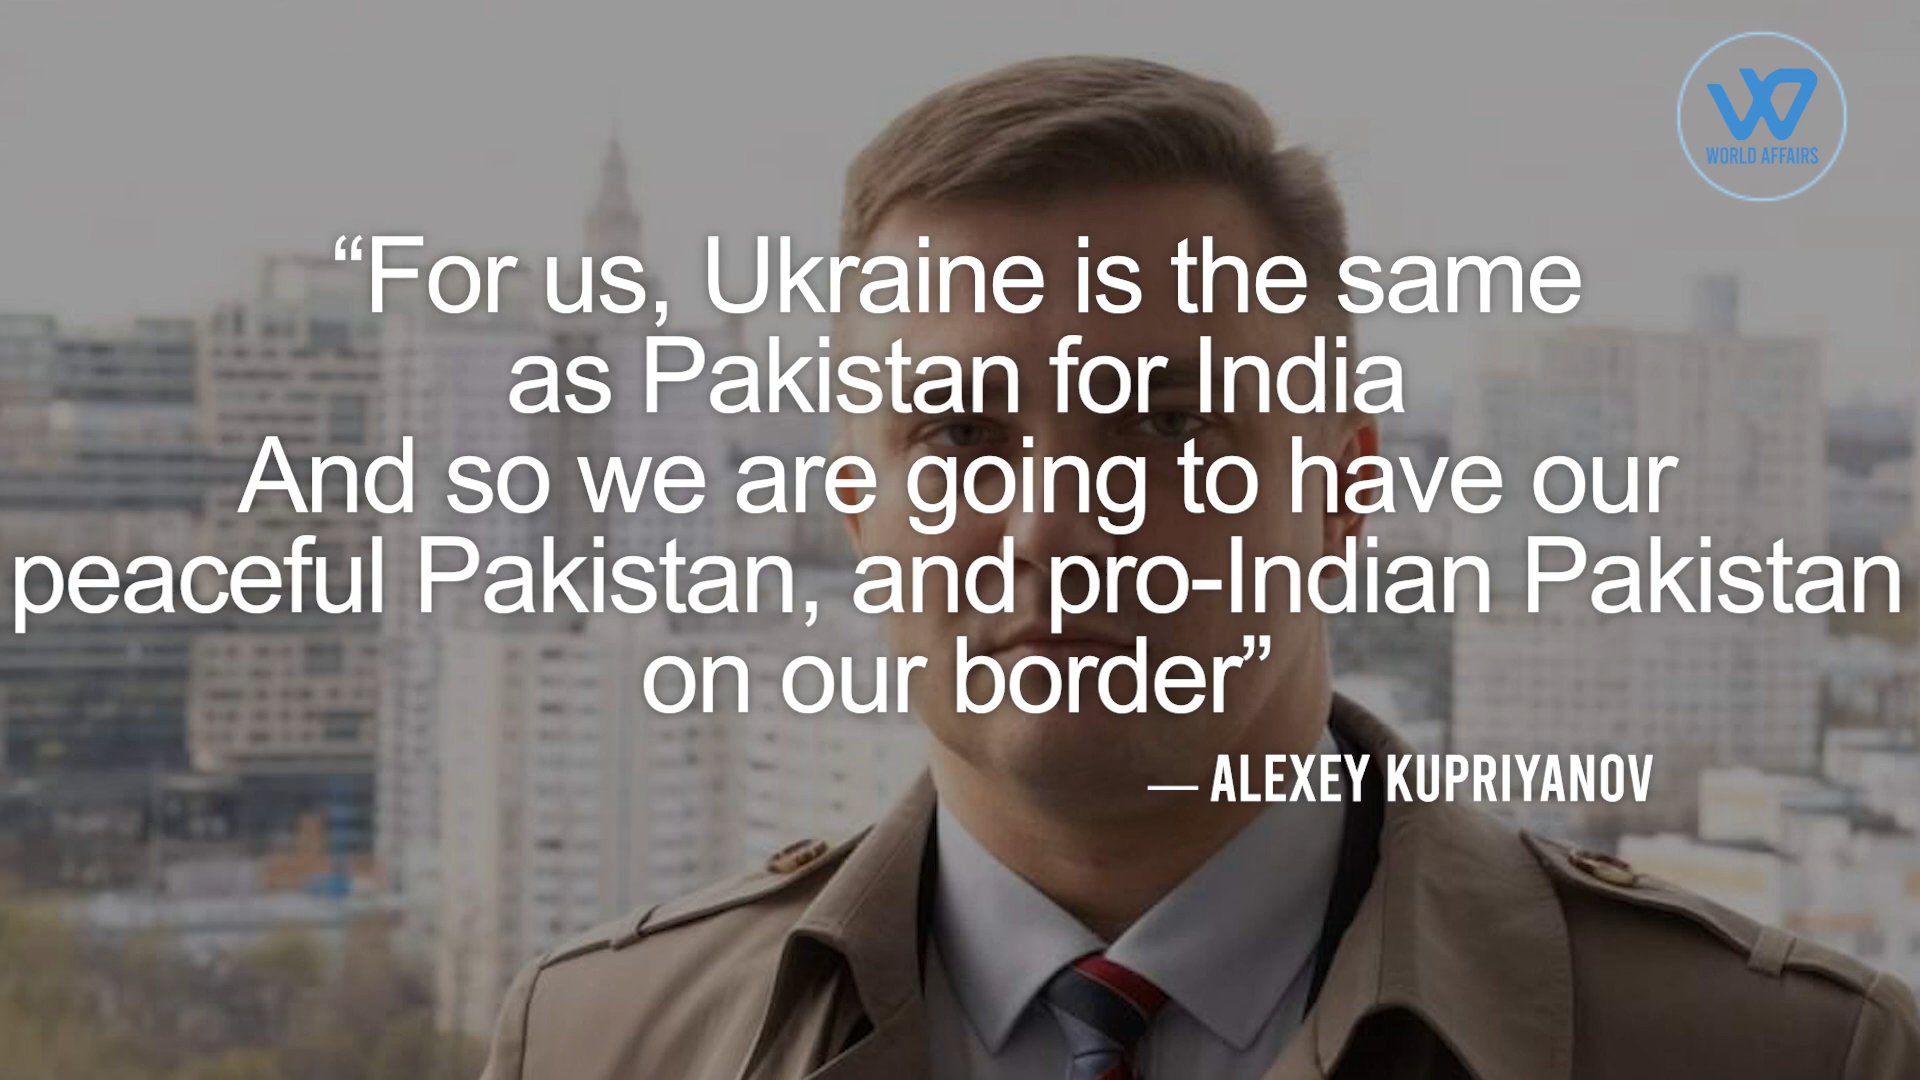 WORLD AFFAIRS
“For us, Ukraine is the same
as Pakistan for India
And so we are going to have our
peaceful Pakistan, and pro-Indian Pakistan
on our border”
— ALEXEY KUPRIYANOV